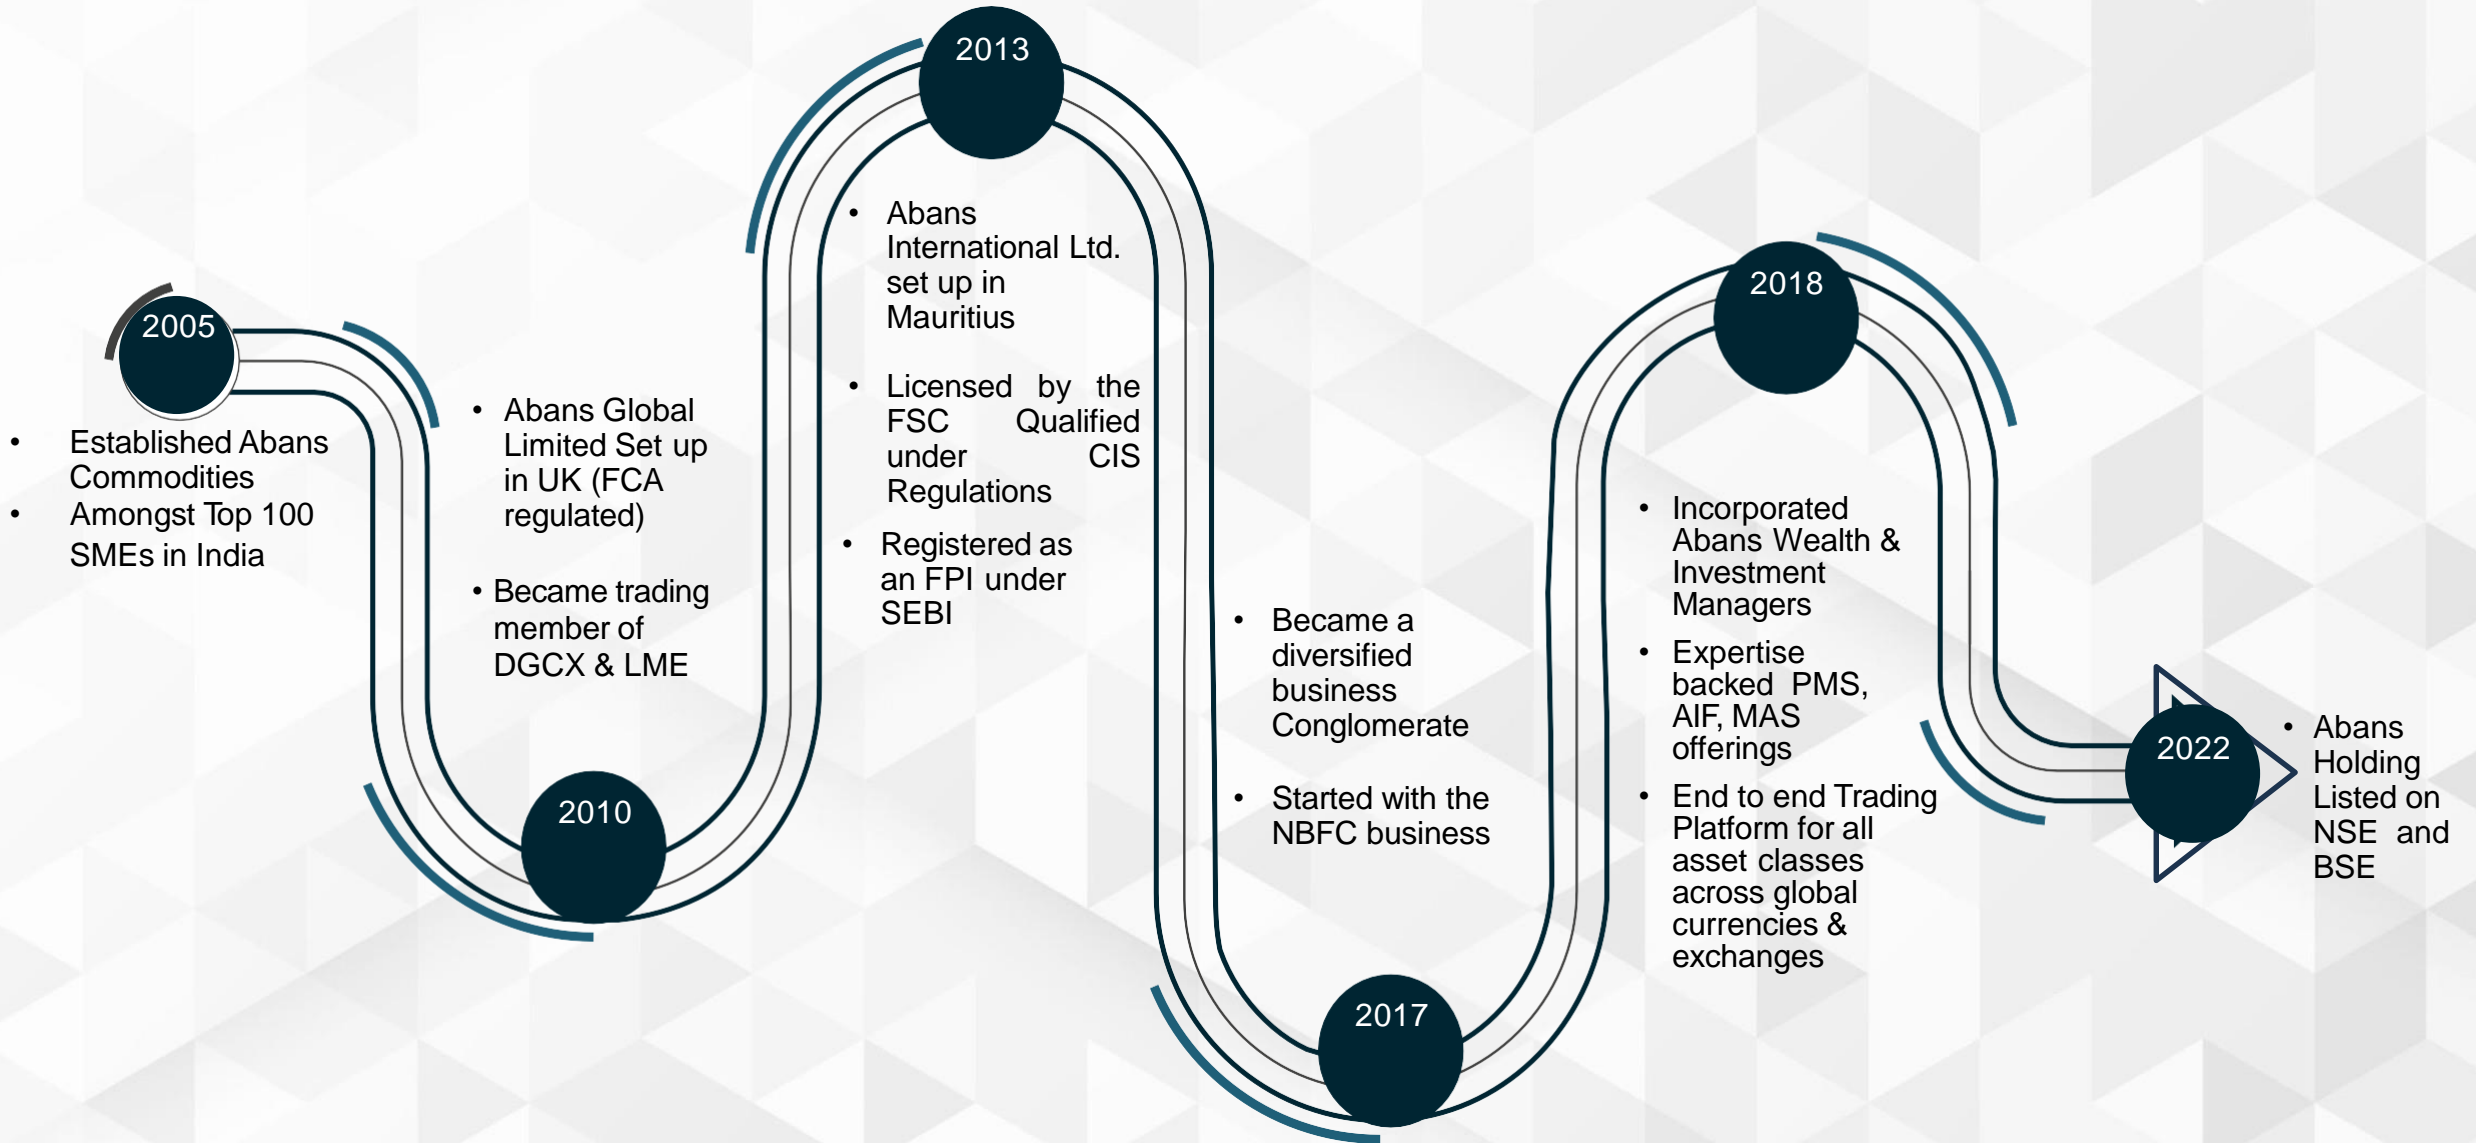 2005
• Established Abans
Commodities
• Amongst Top 100
SMEs in India
2010
• Abans Global
Limited Set up
in UK (FCA
regulated)
• Became trading
member of
DGCX & LME
2013
• Abans
International Ltd.
set up in
Mauritius
• Licensed by the
FSC Qualified
under CIS
Regulations
• Registered as
an FPI under
SEBI
2017
• Became a
diversified
business
Conglomerate
• Started with the
NBFC business
2018
• Incorporated
Abans Wealth &
Investment
Managers
• Expertise
backed PMS,
AIF, MAS
offerings
• End to end Trading
Platform for all
asset classes
across global
currencies &
exchanges
2022
• Abans
Holding
Listed on
NSE and
BSE